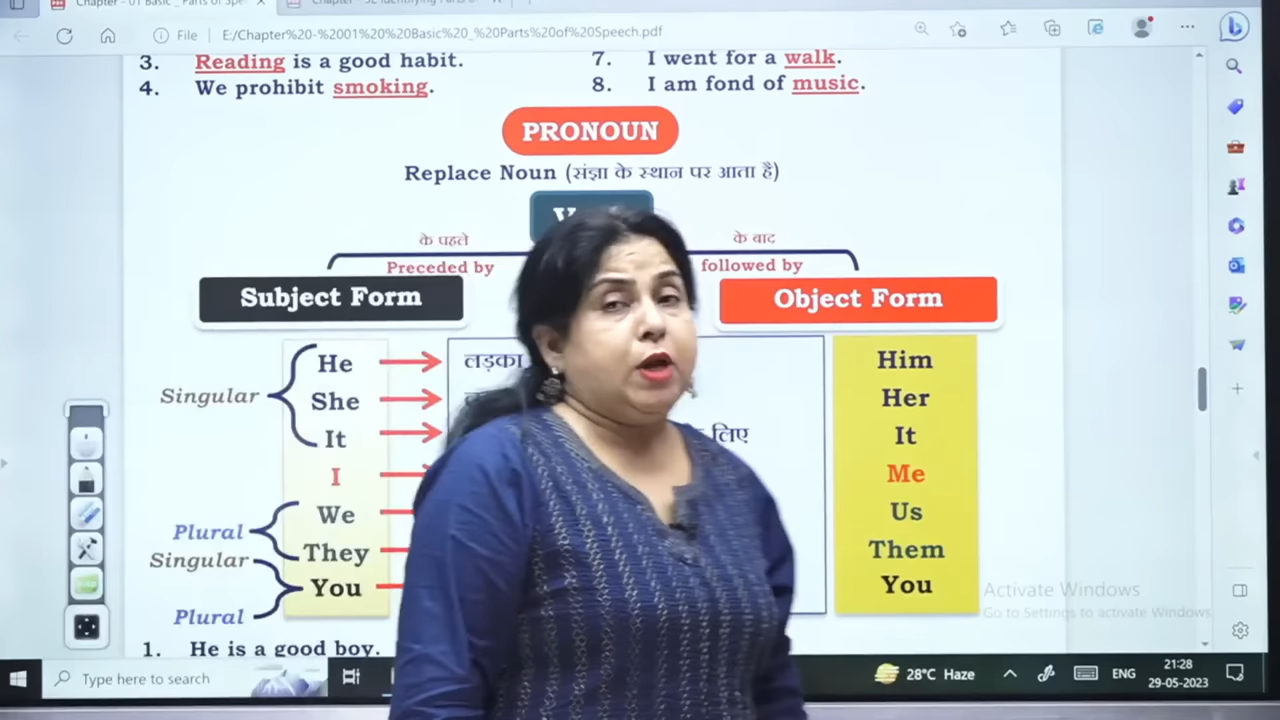 Chapter - 01 Basic _ Parts of Spe
File
E:/Chapter%20-%2001%20%20Basic%20_%20Parts%20of%20Speech.pdf
3. Reading is a good habit.
7. I went for a walk.
4. We prohibit smoking.
8. I am fond of music.
PRONOUN
Replace Noun (संज्ञा के स्थान पर आता है)
के पहले
के बाद
Preceded by
followed by
Subject Form
Object Form
Singular
He
लड़का
Him
She
Her
It
लिए
It
I
Me
Plural
We
Us
Singular
They
Them
Plural
You
You
Activate Windows
Go to Settings to activate Windows.
1. He is a good boy.
Type here to search
28°C Haze
ENG
21:28
29-05-2023